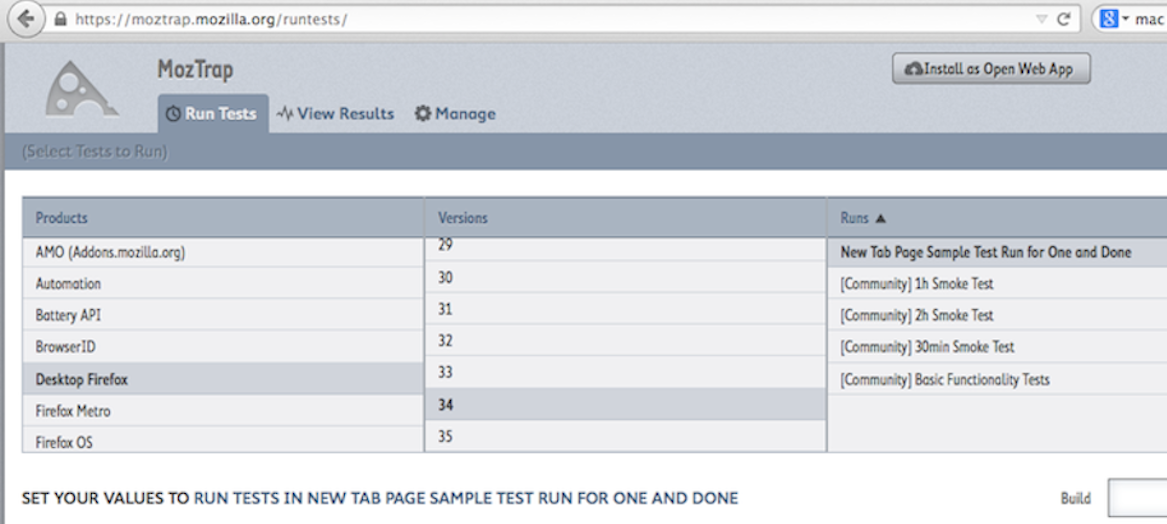 https://moztrap.mozilla.org/runtests/
8 mac
MozTrap
Install as Open Web App
Run Tests View Results Manage
(Select Tests to Run)
Products Versions Runs
AMO (Addons.mozilla.org) 29 New Tab Page Sample Test Run for One and Done
Automation 30 [Community] 1h Smoke Test
Battery API 31 [Community] 2h Smoke Test
BrowserID 32 [Community] 30min Smoke Test
Desktop Firefox 33 [Community] Basic Functionality Tests
Firefox Metro 34
Firefox OS 35
SET YOUR VALUES TO RUN TESTS IN NEW TAB PAGE SAMPLE TEST RUN FOR ONE AND DONE Build